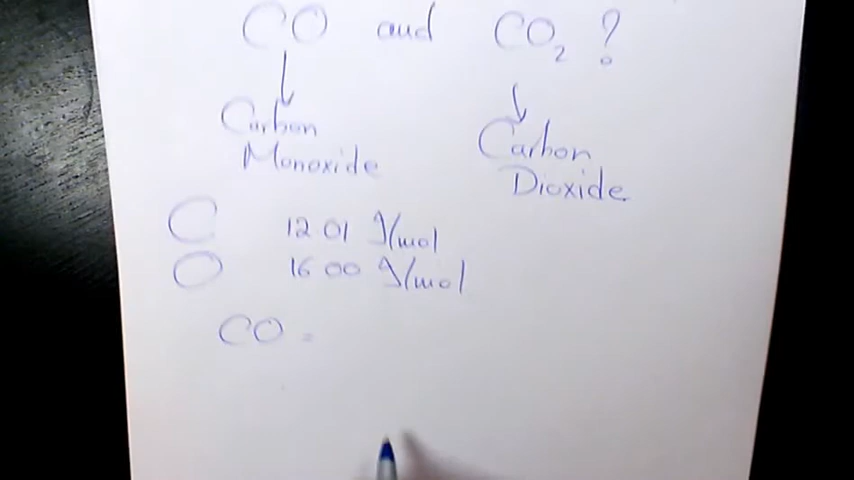 CO and CO₂ ?
Carbon
Monoxide
Carbon
Dioxide
C 12 01 g/mol
O 16 00 g/mol
CO =